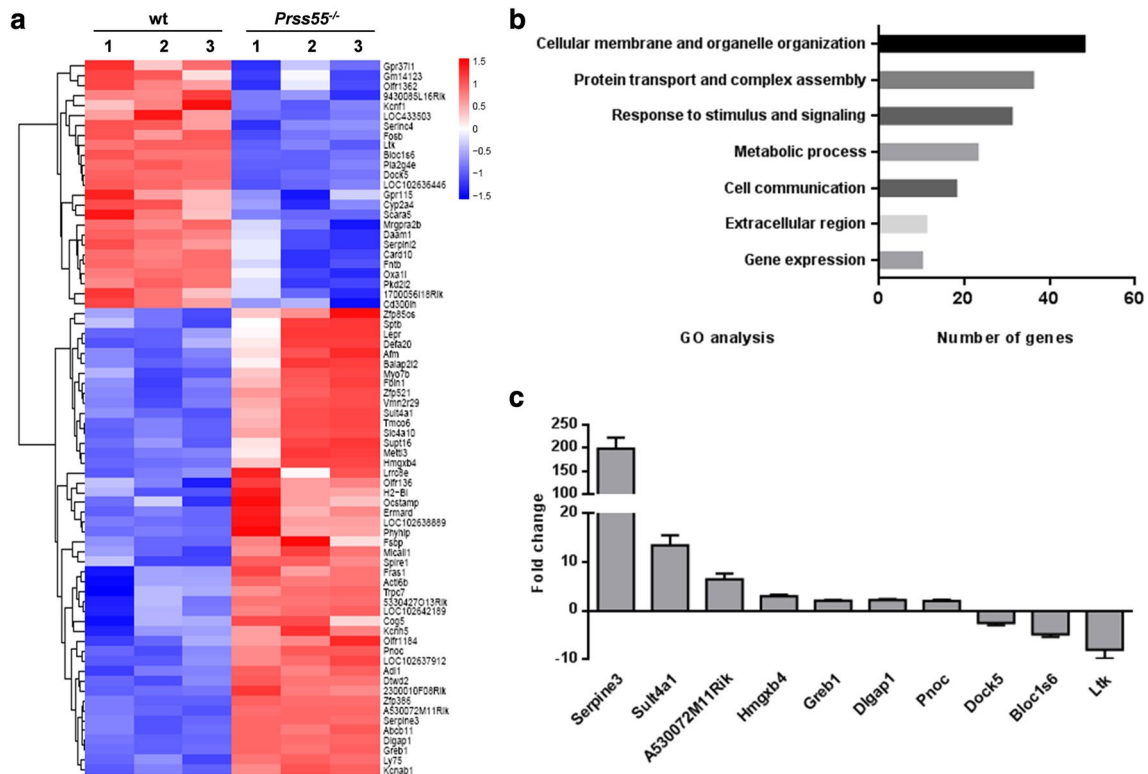 a
wt Prss55-/-
1 2 3 1 2 3
Gpr37l1
Gm14123
Olfr1362
9430085L16Rik
Kcnf1
LOC433503
Serinc4
Fosb
Ltk
Bloc1s6
Pla2g4e
Dock5
LOC102636446
Gpr115
Cyp2a4
Scara5
Mrgpra2b
Daam1
Serpini2
Card10
Fntb
Oxa1l
Pkd2l2
1700056I18Rik
Cd300lh
Zfp85os
Sptb
Lepr
Defa20
Afm
Baiap2l2
Myo7b
Fbln1
Zfp521
Vmn2r29
Sult4a1
Tmco6
Slc4a10
Supt16
Mettl3
Hmgxb4
Lrrc8e
Olfr136
H2-Bl
Ocstamp
Ermard
LOC102638889
Phyhip
Fsbp
Micall1
Spire1
Fras1
Actl6b
Trpc7
5330427O13Rik
LOC102642189
Cog5
Kcnh5
Olfr1184
Pnoc
LOC102637912
Adi1
Dtwd2
2300010F08Rik
Zfp366
A530072M11Rik
Serpine3
Abcb11
Dlgap1
Greb1
Ly75
Kcnab1
1.5
1
0.5
0
-0.5
-1
-1.5
b
Cellular membrane and organelle organization
Protein transport and complex assembly
Response to stimulus and signaling
Metabolic process
Cell communication
Extracellular region
Gene expression
0 20 40 60
GO analysis Number of genes
c
Fold change
250
200
150
100
20
10
0
-10
Serpine3
Sult4a1
A530072M11Rik
Hmgxb4
Greb1
Dlgap1
Pnoc
Dock5
Bloc1s6
Ltk